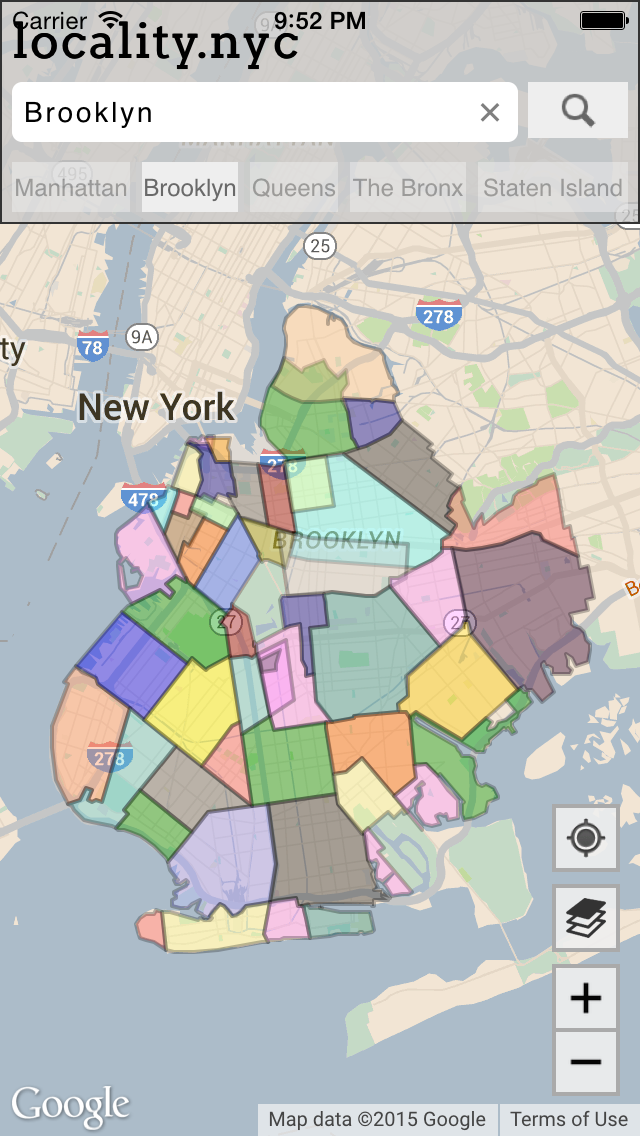 Carrier 9:52 PM
locality.nyc
Brooklyn
MANHATTAN
495
Manhattan Brooklyn Queens The Bronx Staten Island
25
278
9A
78
ty
New York
278
478
BROOKLYN
27
27
278
Google
Map data ©2015 Google Terms of Use